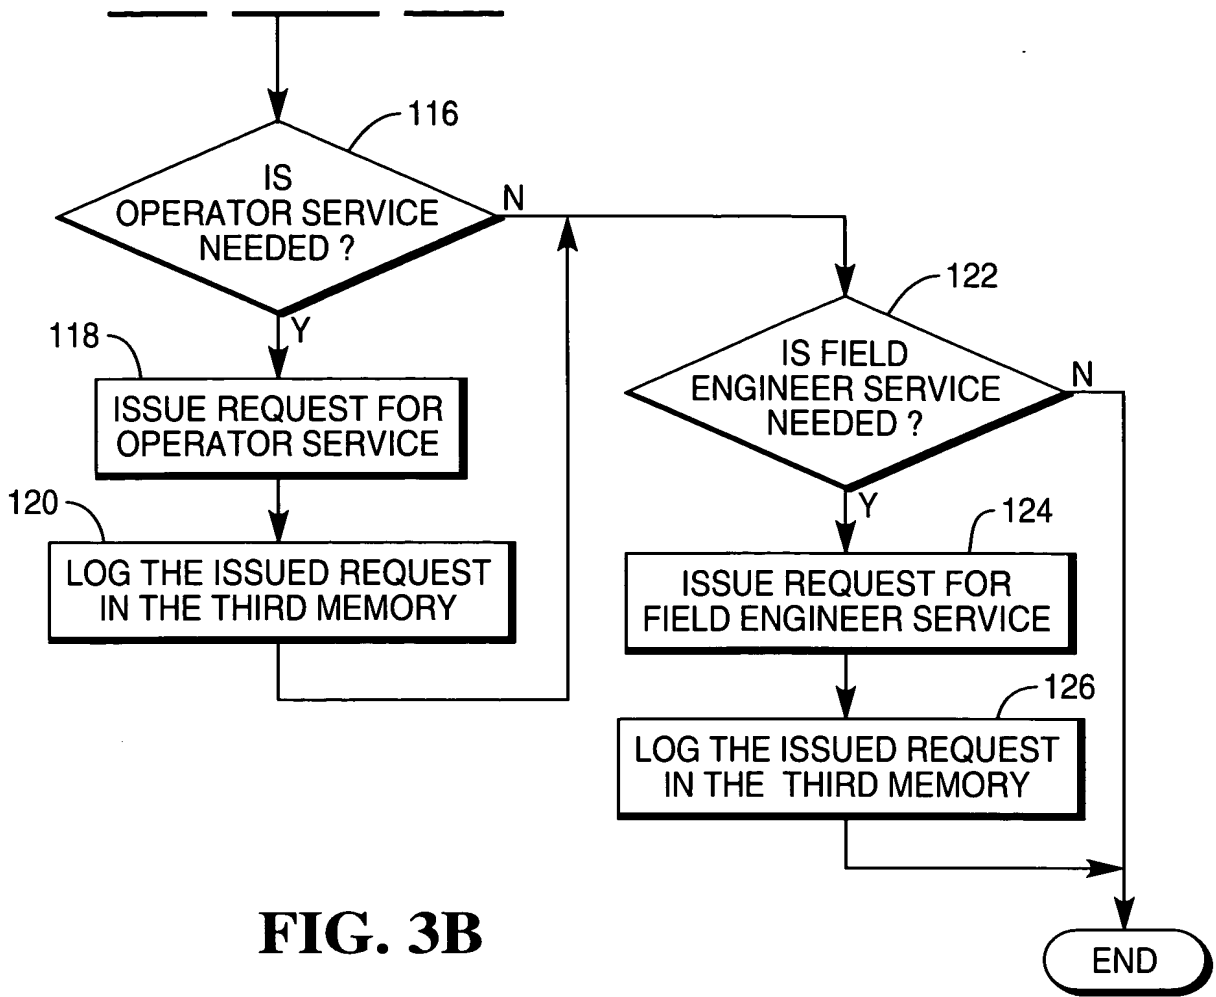 116
IS
OPERATOR SERVICE
NEEDED ?
N
Y
118
ISSUE REQUEST FOR
OPERATOR SERVICE
120
LOG THE ISSUED REQUEST
IN THE THIRD MEMORY
122
IS FIELD
ENGINEER SERVICE
NEEDED ?
N
Y
124
ISSUE REQUEST FOR
FIELD ENGINEER SERVICE
126
LOG THE ISSUED REQUEST
IN THE THIRD MEMORY
END
FIG. 3B